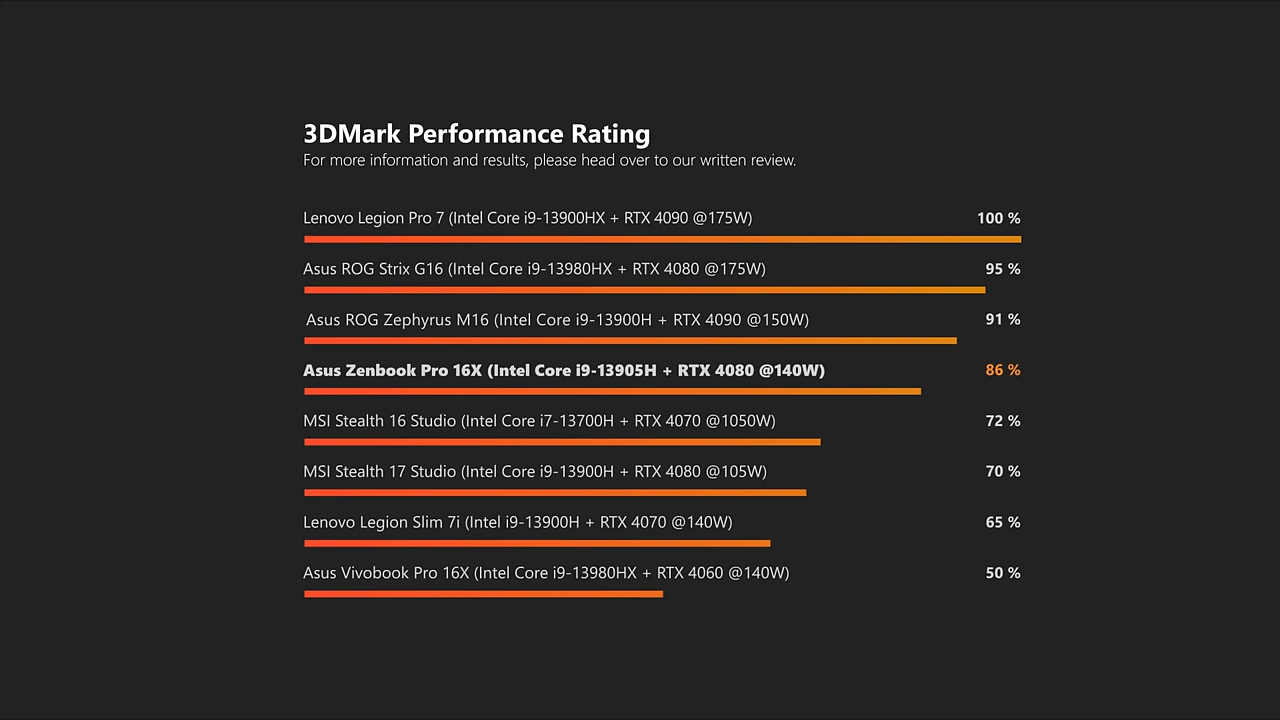 3DMark Performance Rating
For more information and results, please head over to our written review.
Lenovo Legion Pro 7 (Intel Core i9-13900HX + RTX 4090 @175W) 100 %
Asus ROG Strix G16 (Intel Core i9-13980HX + RTX 4080 @175W) 95 %
Asus ROG Zephyrus M16 (Intel Core i9-13900H + RTX 4090 @150W) 91 %
Asus Zenbook Pro 16X (Intel Core i9-13905H + RTX 4080 @140W) 86 %
MSI Stealth 16 Studio (Intel Core i7-13700H + RTX 4070 @1050W) 72 %
MSI Stealth 17 Studio (Intel Core i9-13900H + RTX 4080 @105W) 70 %
Lenovo Legion Slim 7i (Intel i9-13900H + RTX 4070 @140W) 65 %
Asus Vivobook Pro 16X (Intel Core i9-13980HX + RTX 4060 @140W) 50 %